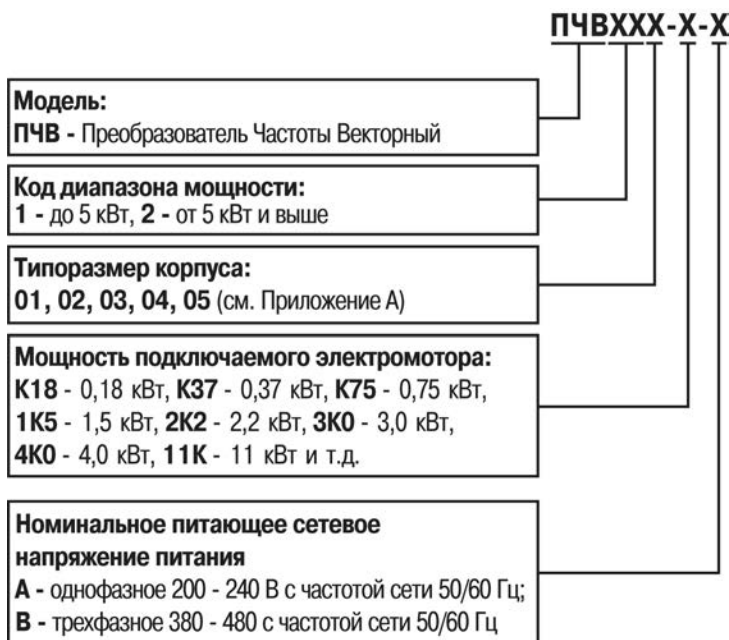 ПЧВХХХ-Х-Х
Модель:
ПЧВ - Преобразователь Частоты Векторный
Код диапазона мощности:
1 - до 5 кВт, 2 - от 5 кВт и выше
Типоразмер корпуса:
01, 02, 03, 04, 05 (см. Приложение А)
Мощность подключаемого электромотора:
К18 - 0,18 кВт, К37 - 0,37 кВт, К75 - 0,75 кВт,
1К5 - 1,5 кВт, 2К2 - 2,2 кВт, 3К0 - 3,0 кВт,
4К0 - 4,0 кВт, 11К - 11 кВт и т.д.
Номинальное питающее сетевое
напряжение питания
А - однофазное 200 - 240 В с частотой сети 50/60 Гц;
В - трехфазное 380 - 480 с частотой сети 50/60 Гц